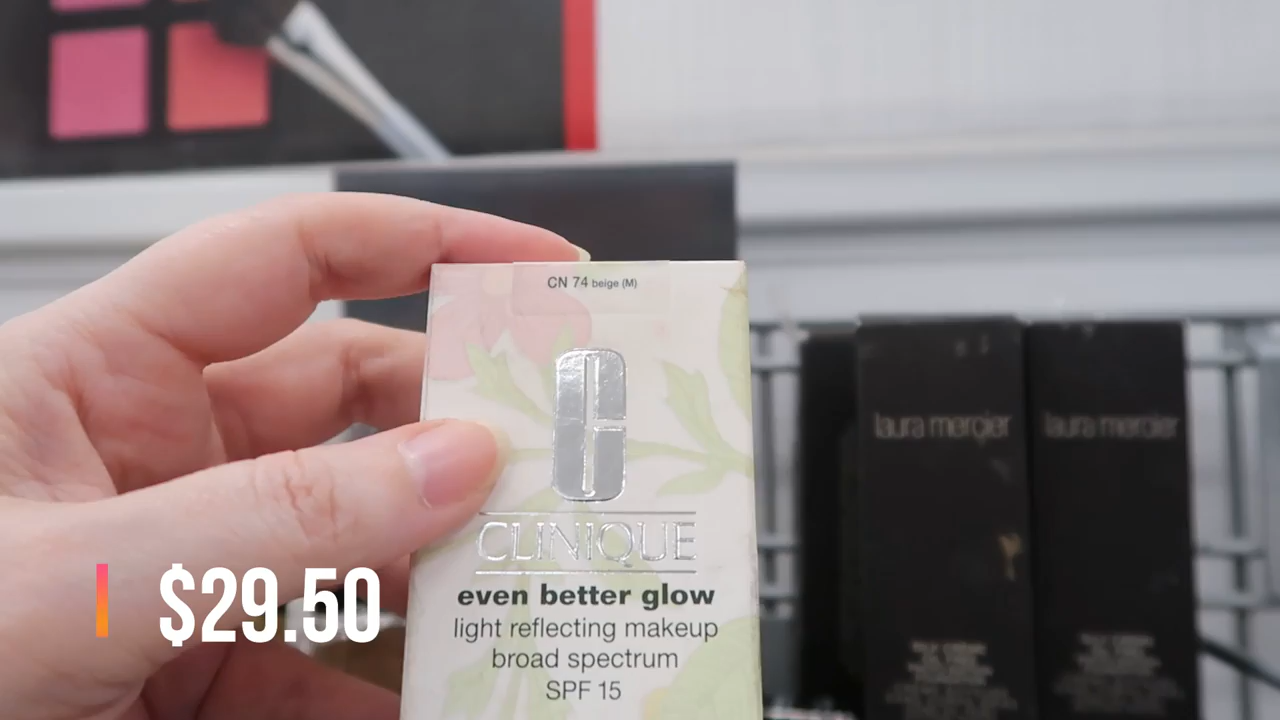 CN 74 beige (M)
CLINIQUE
even better glow
light reflecting makeup
broad spectrum
SPF 15
$29.50
laura mercier
laura mercier